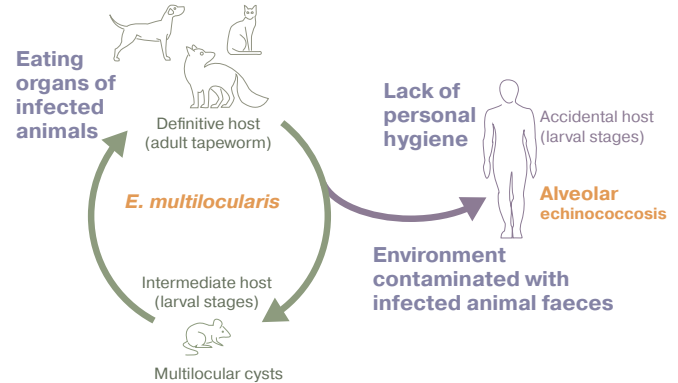 Eating
organs of
infected
animals
Definitive host
(adult tapeworm)
Lack of
personal
hygiene
Accidental host
(larval stages)
E. multilocularis
Alveolar
echinococcosis
Environment
contaminated with
infected animal faeces
Intermediate host
(larval stages)
Multilocular cysts